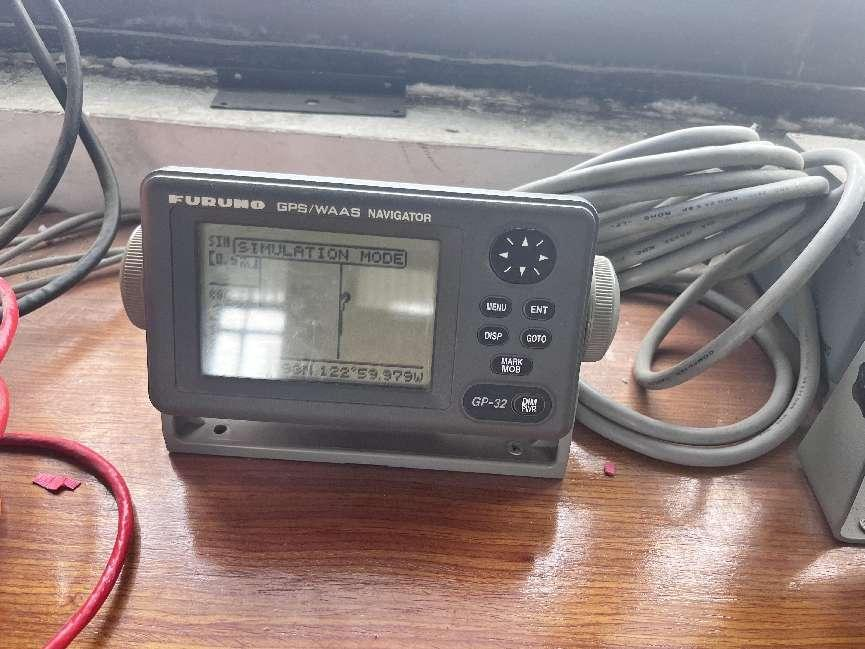 FURUNO GPS/WAAS NAVIGATOR
SIMULATION MODE
122°59.979W
MENU
ENT
DISP
GOTO
MARK
MOB
GP-32
DIM
PWR